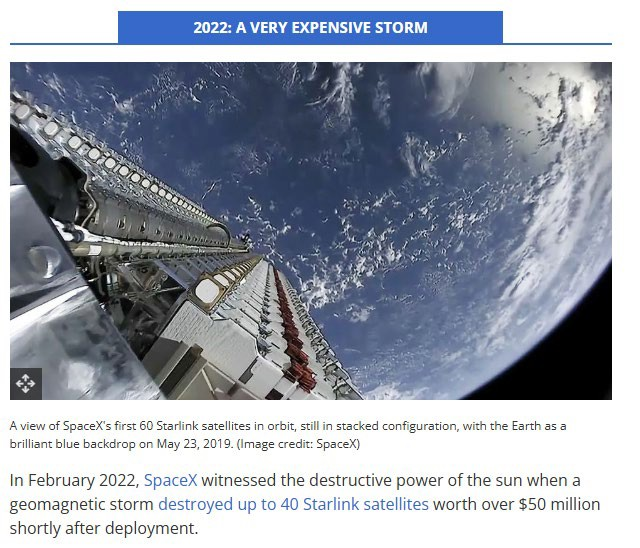 2022: A VERY EXPENSIVE STORM
A view of SpaceX's first 60 Starlink satellites in orbit, still in stacked configuration, with the Earth as a
brilliant blue backdrop on May 23, 2019. (Image credit: SpaceX)
In February 2022, SpaceX witnessed the destructive power of the sun when a
geomagnetic storm destroyed up to 40 Starlink satellites worth over $50 million
shortly after deployment.